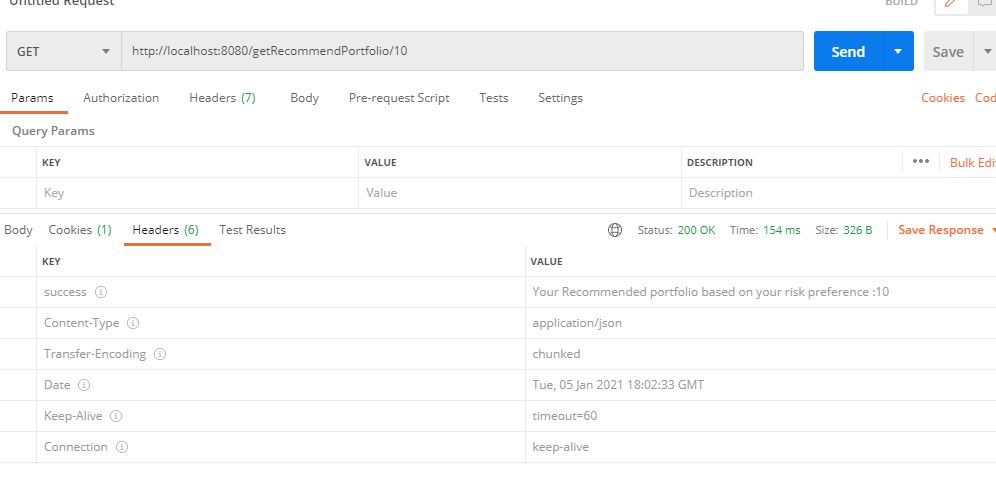 Untitled Request BUILD
GET http://localhost:8080/getRecommendPortfolio/10 Send Save
Params Authorization Headers (7) Body Pre-request Script Tests Settings Cookies Cod
Query Params
KEY VALUE DESCRIPTION ••• Bulk Edi
Key Value Description
Body Cookies (1) Headers (6) Test Results Status: 200 OK Time: 154 ms Size: 326 B Save Response
KEY VALUE
success Your Recommended portfolio based on your risk preference :10
Content-Type application/json
Transfer-Encoding chunked
Date Tue, 05 Jan 2021 18:02:33 GMT
Keep-Alive timeout=60
Connection keep-alive